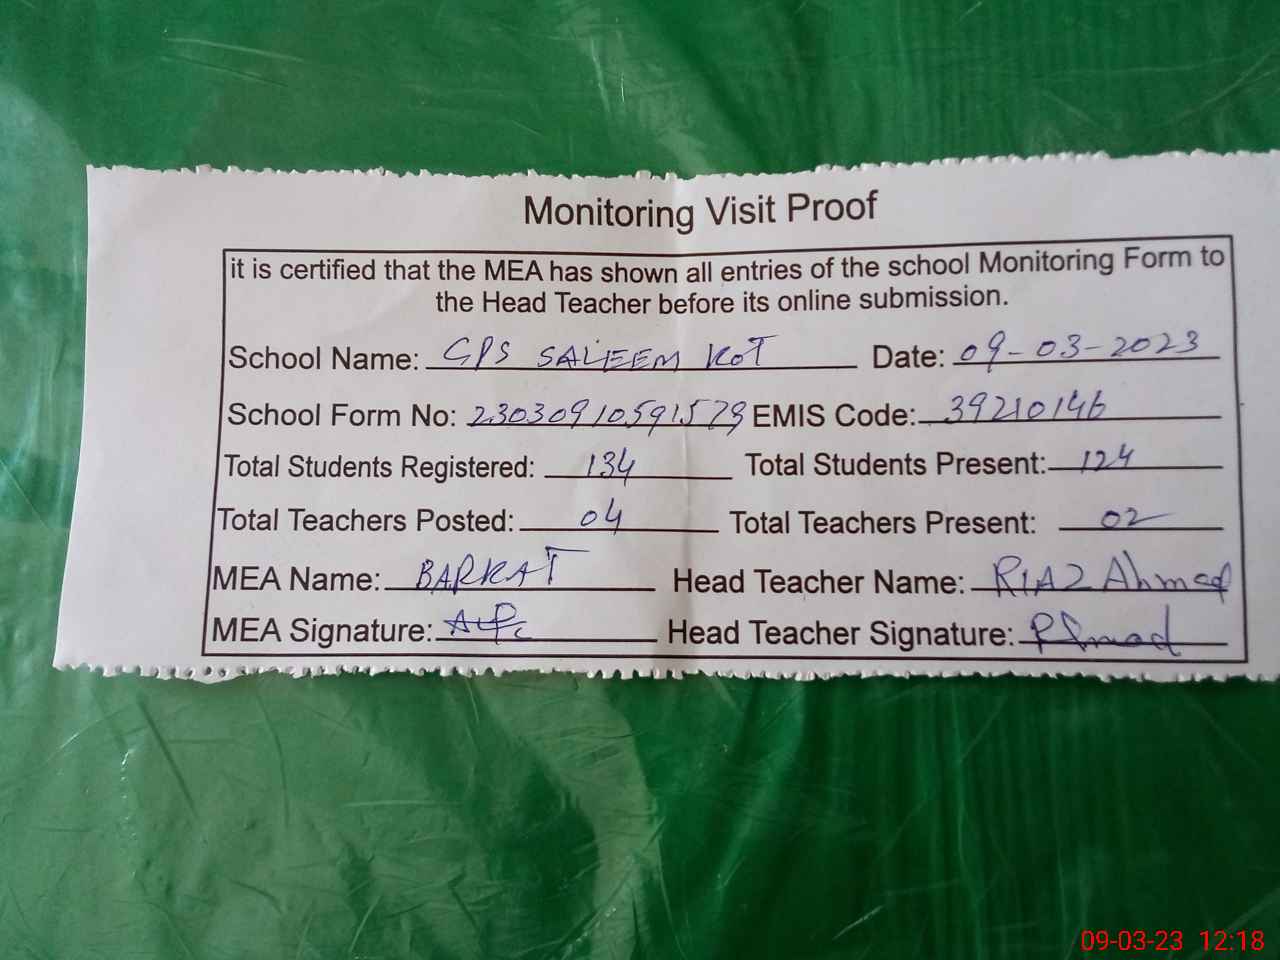 Monitoring Visit Proof
it is certified that the MEA has shown all entries of the school Monitoring Form to
the Head Teacher before its online submission.
School Name: GPS SALEEM KOT Date: 09-03-2023
School Form No: 23030910591579 EMIS Code: 39210146
Total Students Registered: 134 Total Students Present: 124
Total Teachers Posted: 04 Total Teachers Present: 02
MEA Name: BARKAT Head Teacher Name: RIAZ Ahmad
MEA Signature: Head Teacher Signature:
09-03-23 12:18